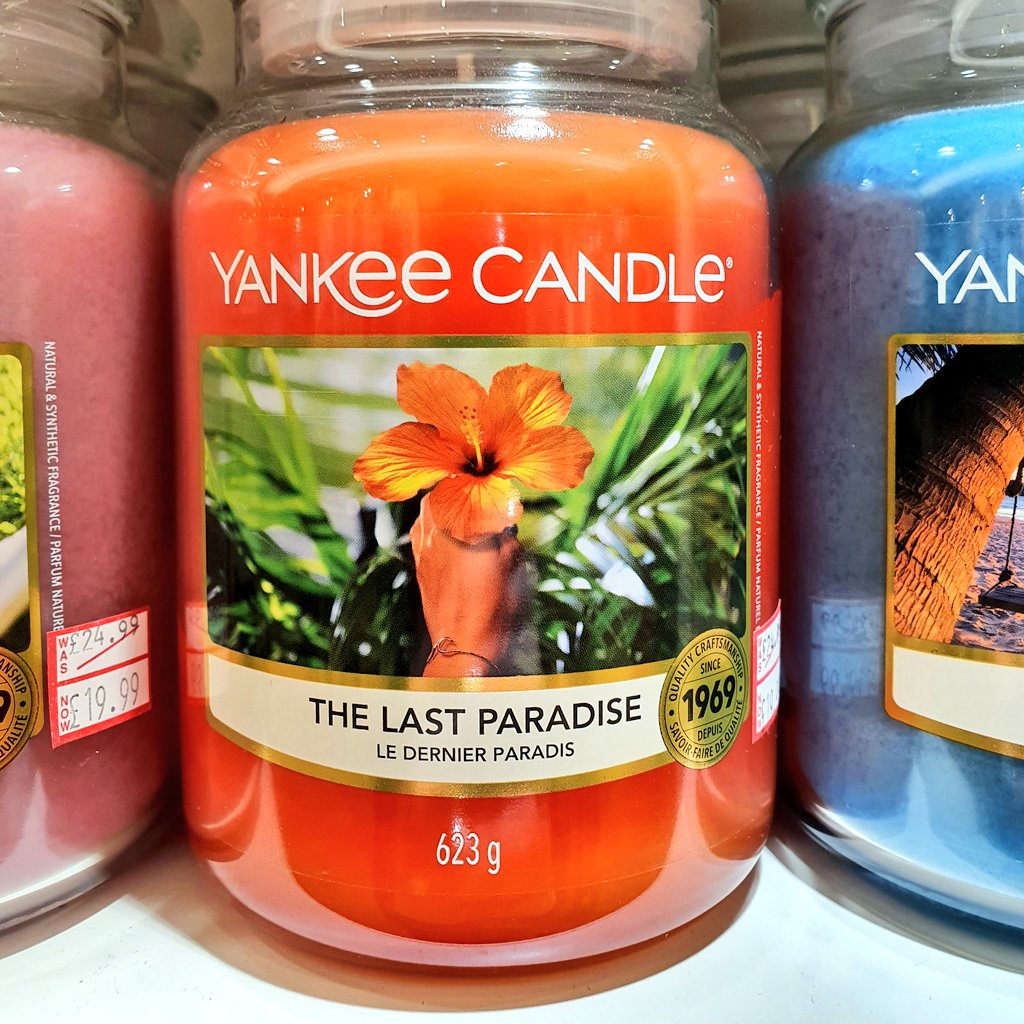 YANKEE CANDLE®
NATURAL & SYNTHETIC FRAGRANCE / PARFUM NATUREL
THE LAST PARADISE
LE DERNIER PARADIS
QUALITY CRAFTSMANSHIP
SINCE
1969
DEPUIS
SAVOIR-FAIRE DE QUALITÉ
623 g
NATURAL & SYNTHETIC FRAGRANCE / PARFUM NATURE
WAS £24.99
NOW £19.99
YAN